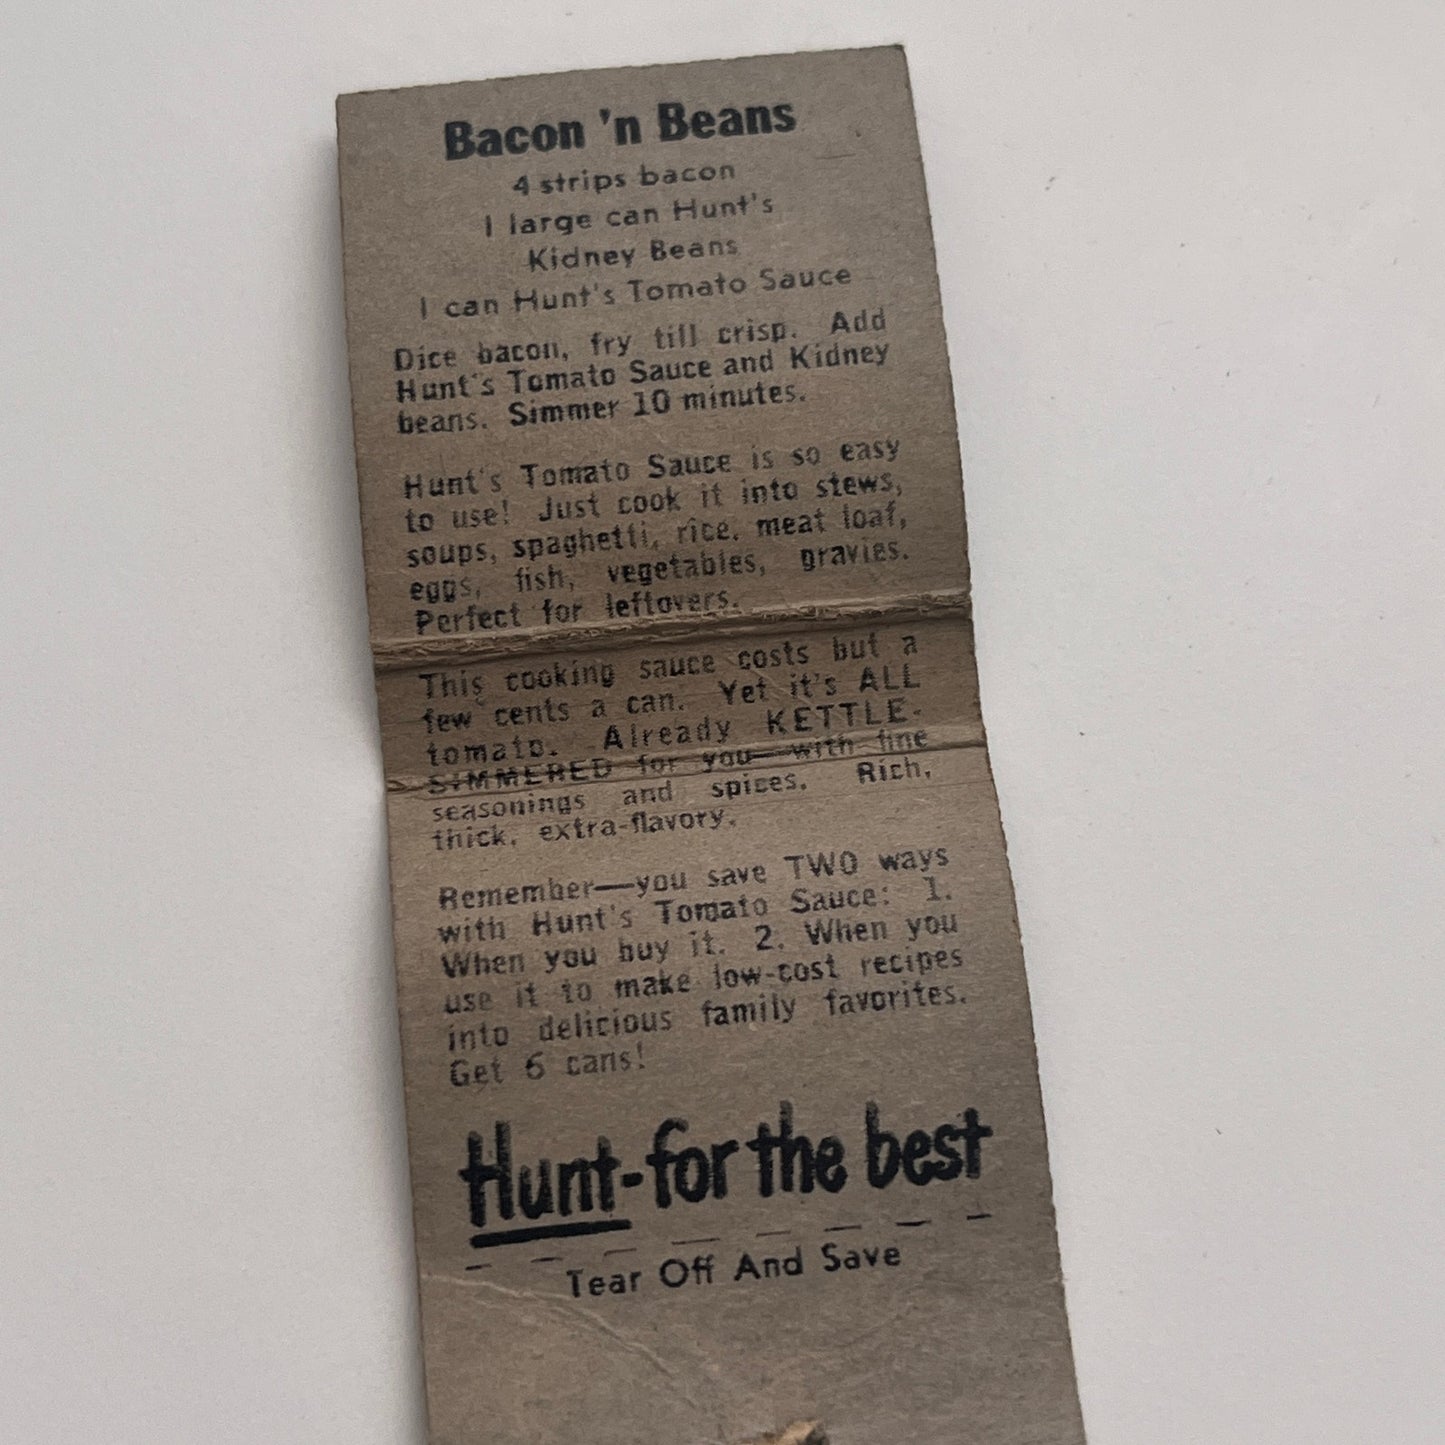 Bacon 'n Beans
4 strips bacon
1 large can Hunt's
Kidney Beans
1 can Hunt's Tomato Sauce
Dice bacon, fry till crisp. Add
Hunt's Tomato Sauce and Kidney
beans. Simmer 10 minutes.
Hunt's Tomato Sauce is so easy
to use! Just cook it into stews,
soups, spaghetti, rice, meat loaf,
eggs, fish, vegetables, gravies.
Perfect for leftovers.
This cooking sauce costs but a
few cents a can. Yet it's ALL
tomato. Already KETTLE-
SIMMERED for you—with fine
seasonings and spices. Rich,
thick, extra-flavory.
Remember—you save TWO ways
with Hunt's Tomato Sauce: 1.
When you buy it. 2. When you
use it to make low-cost recipes
into delicious family favorites.
Get 6 cans!
Hunt-for the best
Tear Off And Save